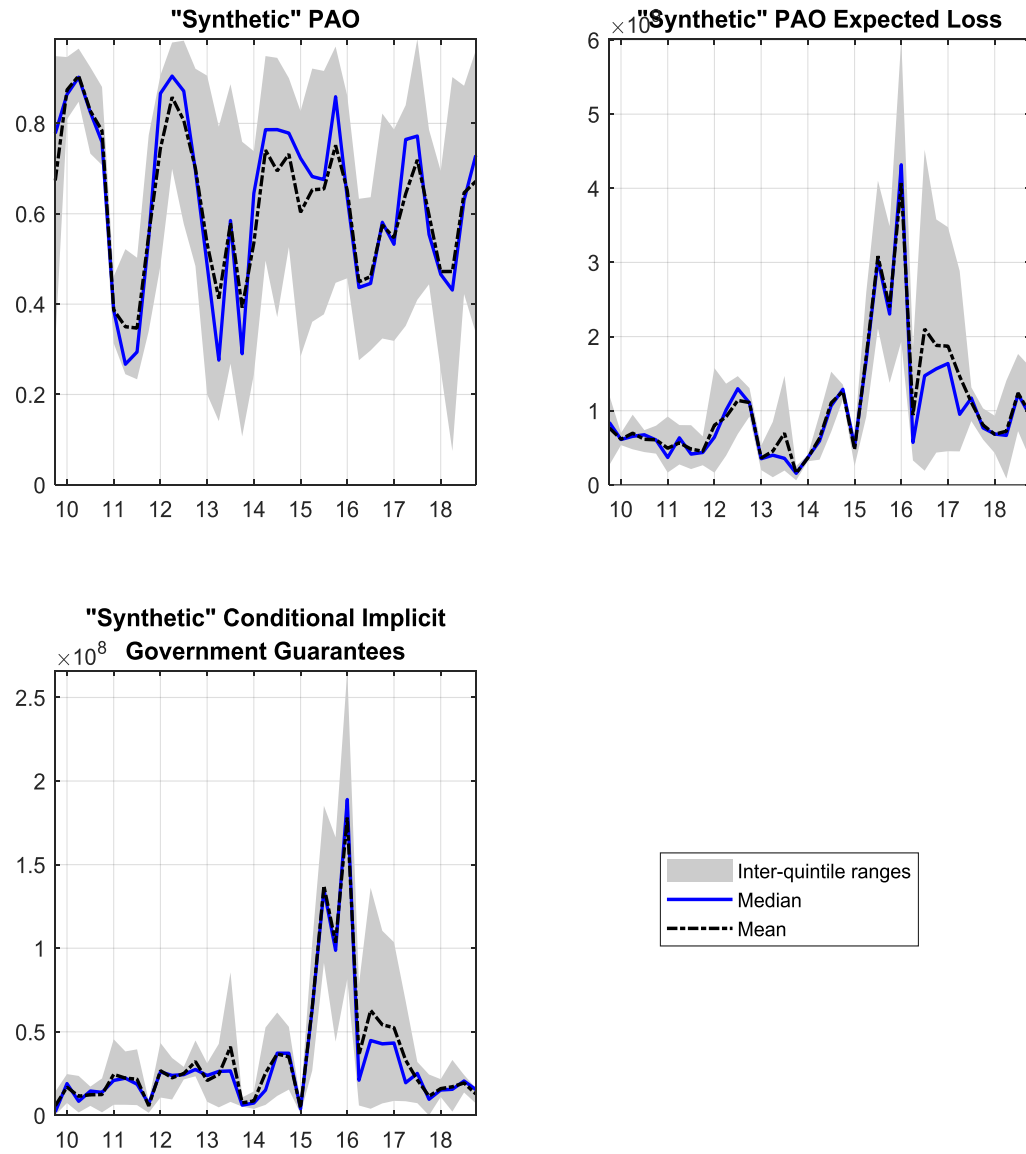 "Synthetic" PAO
0.8
0.6
0.4
0.2
0
10 11 12 13 14 15 16 17 18
"Synthetic" PAO Expected Loss
6
5
4
3
2
1
0
10 11 12 13 14 15 16 17 18
"Synthetic" Conditional Implicit
Government Guarantees
×10⁸
2.5
2
1.5
1
0.5
0
10 11 12 13 14 15 16 17 18
Inter-quintile ranges
Median
Mean